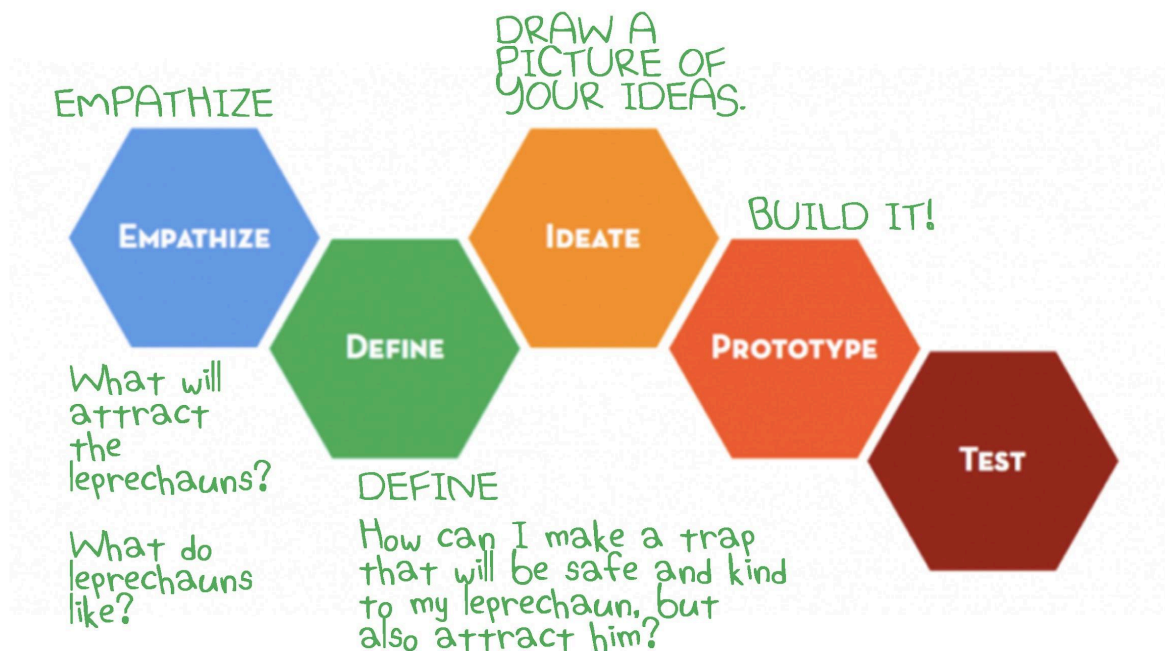 DRAW A
PICTURE OF
YOUR IDEAS.
EMPATHIZE
EMPATHIZE
What will
attract
the
leprechauns?
What do
leprechauns
like?
DEFINE
DEFINE
How can I make a trap
that will be safe and kind
to my leprechaun, but
also attract him?
IDEATE
BUILD IT!
PROTOTYPE
TEST